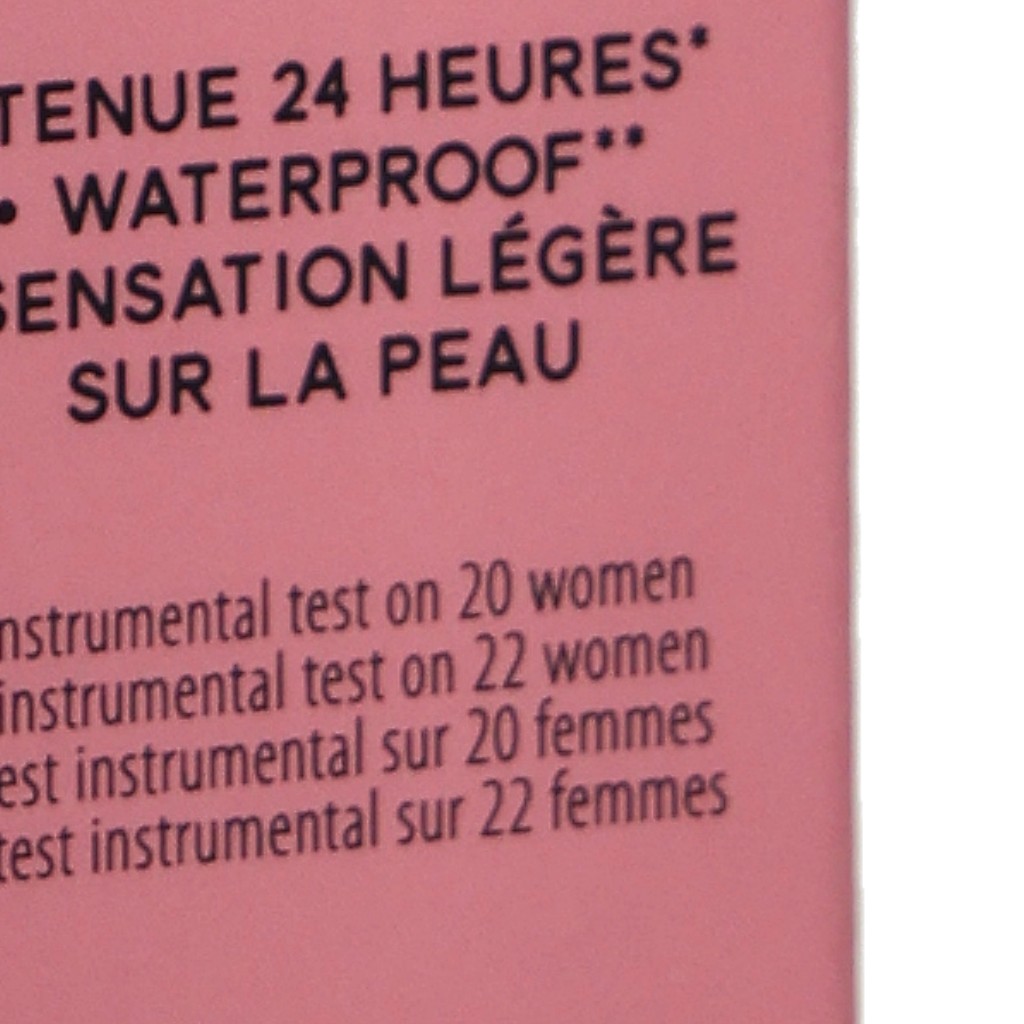 TENUE 24 HEURES*
• WATERPROOF**
SENSATION LÉGÈRE
SUR LA PEAU
nstrumental test on 20 women
instrumental test on 22 women
est instrumental sur 20 femmes
test instrumental sur 22 femmes